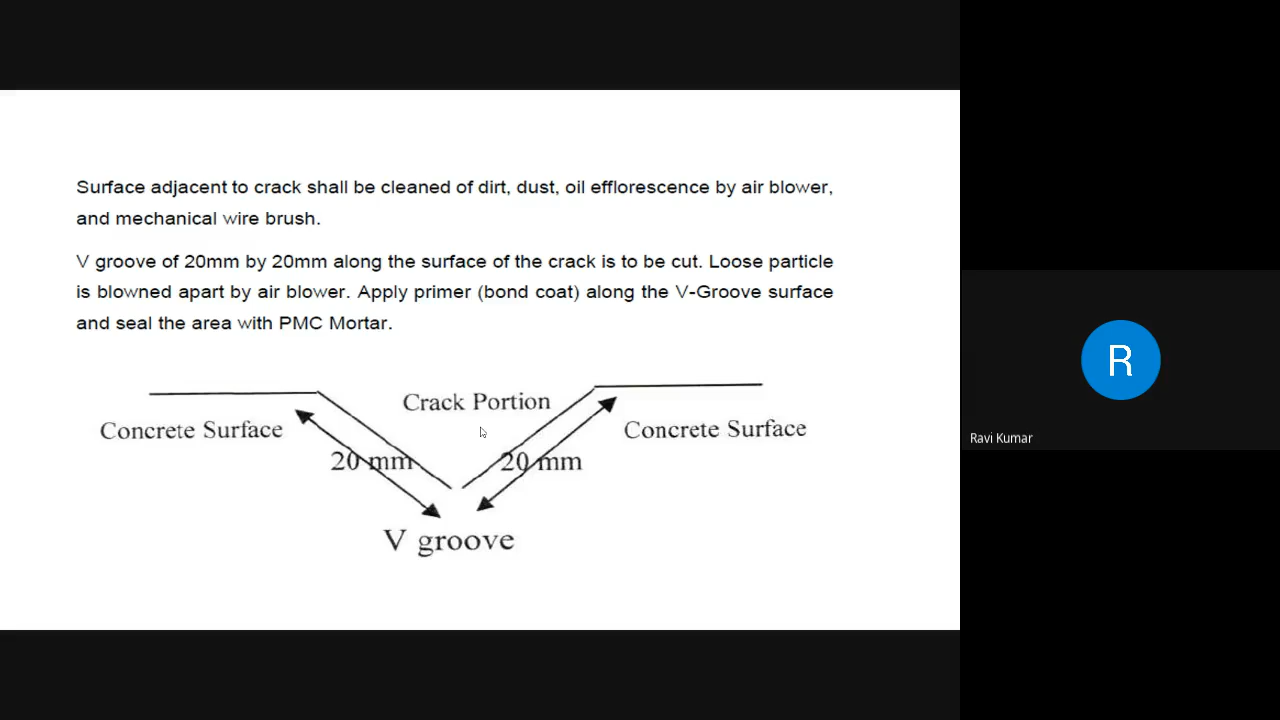 Surface adjacent to crack shall be cleaned of dirt, dust, oil efflorescence by air blower,
and mechanical wire brush.
V groove of 20mm by 20mm along the surface of the crack is to be cut. Loose particle
is blowned apart by air blower. Apply primer (bond coat) along the V-Groove surface
and seal the area with PMC Mortar.
Crack Portion
Concrete Surface
Concrete Surface
20 mm
20 mm
V groove
R
Ravi Kumar